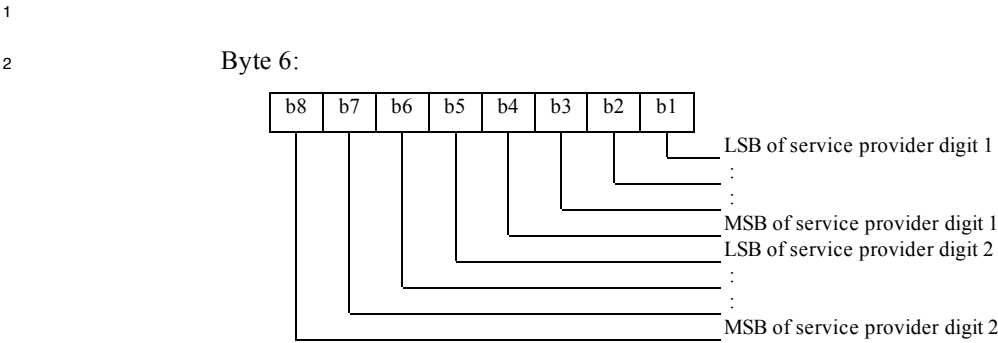 1
2 Byte 6:
b8 b7 b6 b5 b4 b3 b2 b1
LSB of service provider digit 1
:
:
MSB of service provider digit 1
LSB of service provider digit 2
:
:
MSB of service provider digit 2